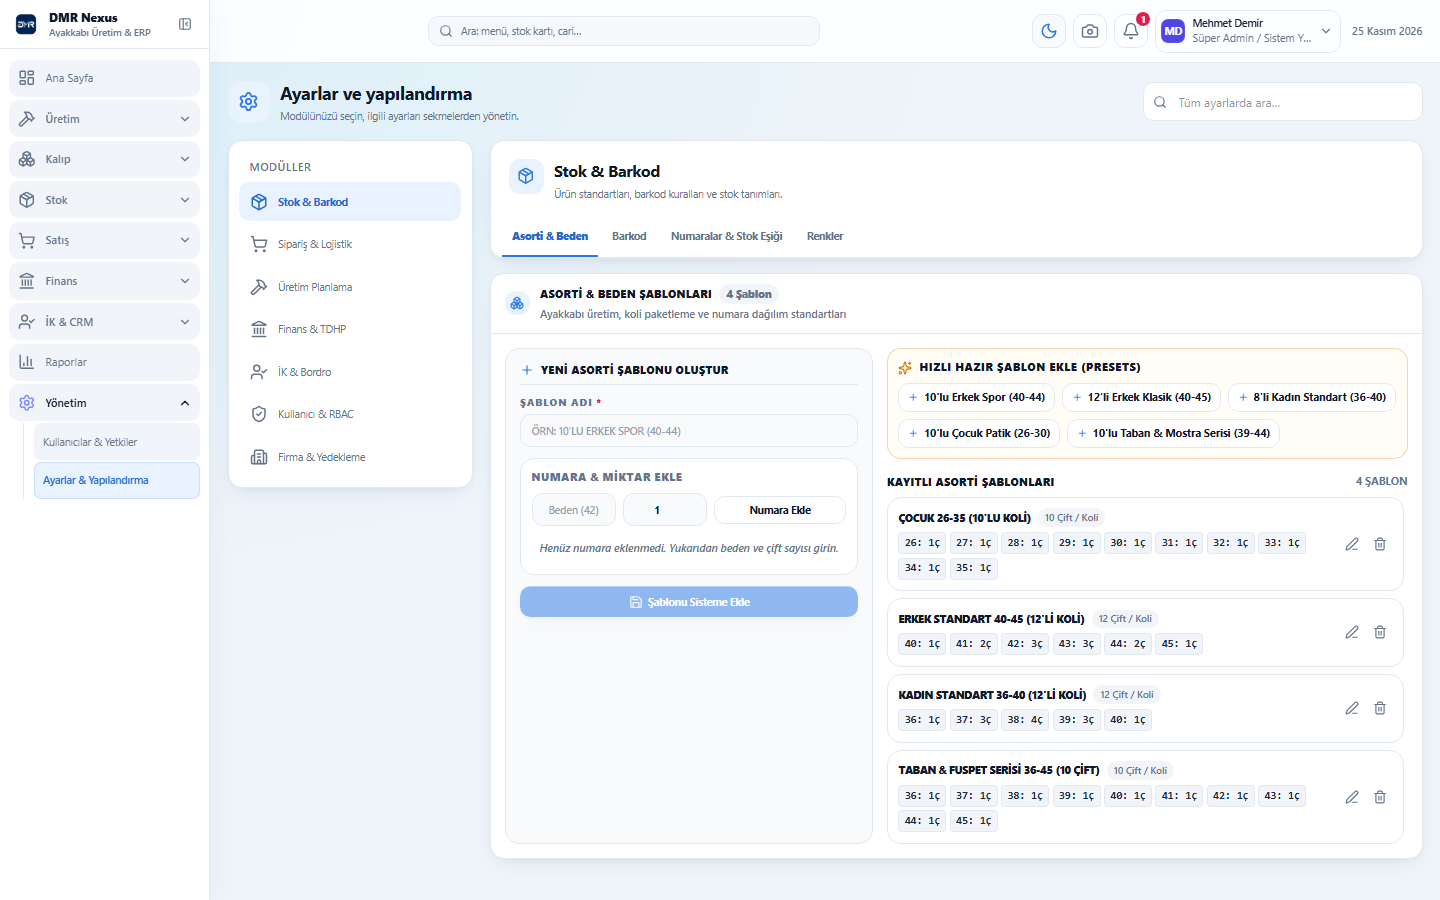 DMR Nexus
Ayakkabı Üretim & ERP
Ara: menü, stok kartı, cari...
1
MD
Mehmet Demir
Süper Admin / Sistem Y...
25 Kasım 2026
Ana Sayfa
Üretim
Kalıp
Stok
Satış
Finans
İK & CRM
Raporlar
Yönetim
Kullanıcılar & Yetkiler
Ayarlar & Yapılandırma
Ayarlar ve yapılandırma
Modülünüzü seçin, ilgili ayarları sekmelerden yönetin.
Tüm ayarlarda ara...
MODÜLLER
Stok & Barkod
Sipariş & Lojistik
Üretim Planlama
Finans & TDHP
İK & Bordro
Kullanıcı & RBAC
Firma & Yedekleme
Stok & Barkod
Ürün standartları, barkod kuralları ve stok tanımları.
Asorti & Beden
Barkod
Numaralar & Stok Eşiği
Renkler
ASORTİ & BEDEN ŞABLONLARI
4 Şablon
Ayakkabı üretim, koli paketleme ve numara dağılım standartları
YENİ ASORTİ ŞABLONU OLUŞTUR
ŞABLON ADI *
ÖRN: 10'LU ERKEK SPOR (40-44)
NUMARA & MİKTAR EKLE
Beden (42)
1
Numara Ekle
Henüz numara eklenmedi. Yukarıdan beden ve çift sayısı girin.
Şablonu Sisteme Ekle
HIZLI HAZIR ŞABLON EKLE (PRESETS)
+ 10'lu Erkek Spor (40-44)
+ 12'li Erkek Klasik (40-45)
+ 8'li Kadın Standart (36-40)
+ 10'lu Çocuk Patik (26-30)
+ 10'lu Taban & Mostra Serisi (39-44)
KAYITLI ASORTİ ŞABLONLARI
4 ŞABLON
ÇOCUK 26-35 (10'LU KOLİ)
10 Çift / Koli
26: 1ç 27: 1ç 28: 1ç 29: 1ç 30: 1ç 31: 1ç 32: 1ç 33: 1ç
34: 1ç 35: 1ç
ERKEK STANDART 40-45 (12'Lİ KOLİ)
12 Çift / Koli
40: 1ç 41: 2ç 42: 3ç 43: 3ç 44: 2ç 45: 1ç
KADIN STANDART 36-40 (12'Lİ KOLİ)
12 Çift / Koli
36: 1ç 37: 3ç 38: 4ç 39: 3ç 40: 1ç
TABAN & FUSPET SERİSİ 36-45 (10 ÇİFT)
10 Çift / Koli
36: 1ç 37: 1ç 38: 1ç 39: 1ç 40: 1ç 41: 1ç 42: 1ç 43: 1ç
44: 1ç 45: 1ç